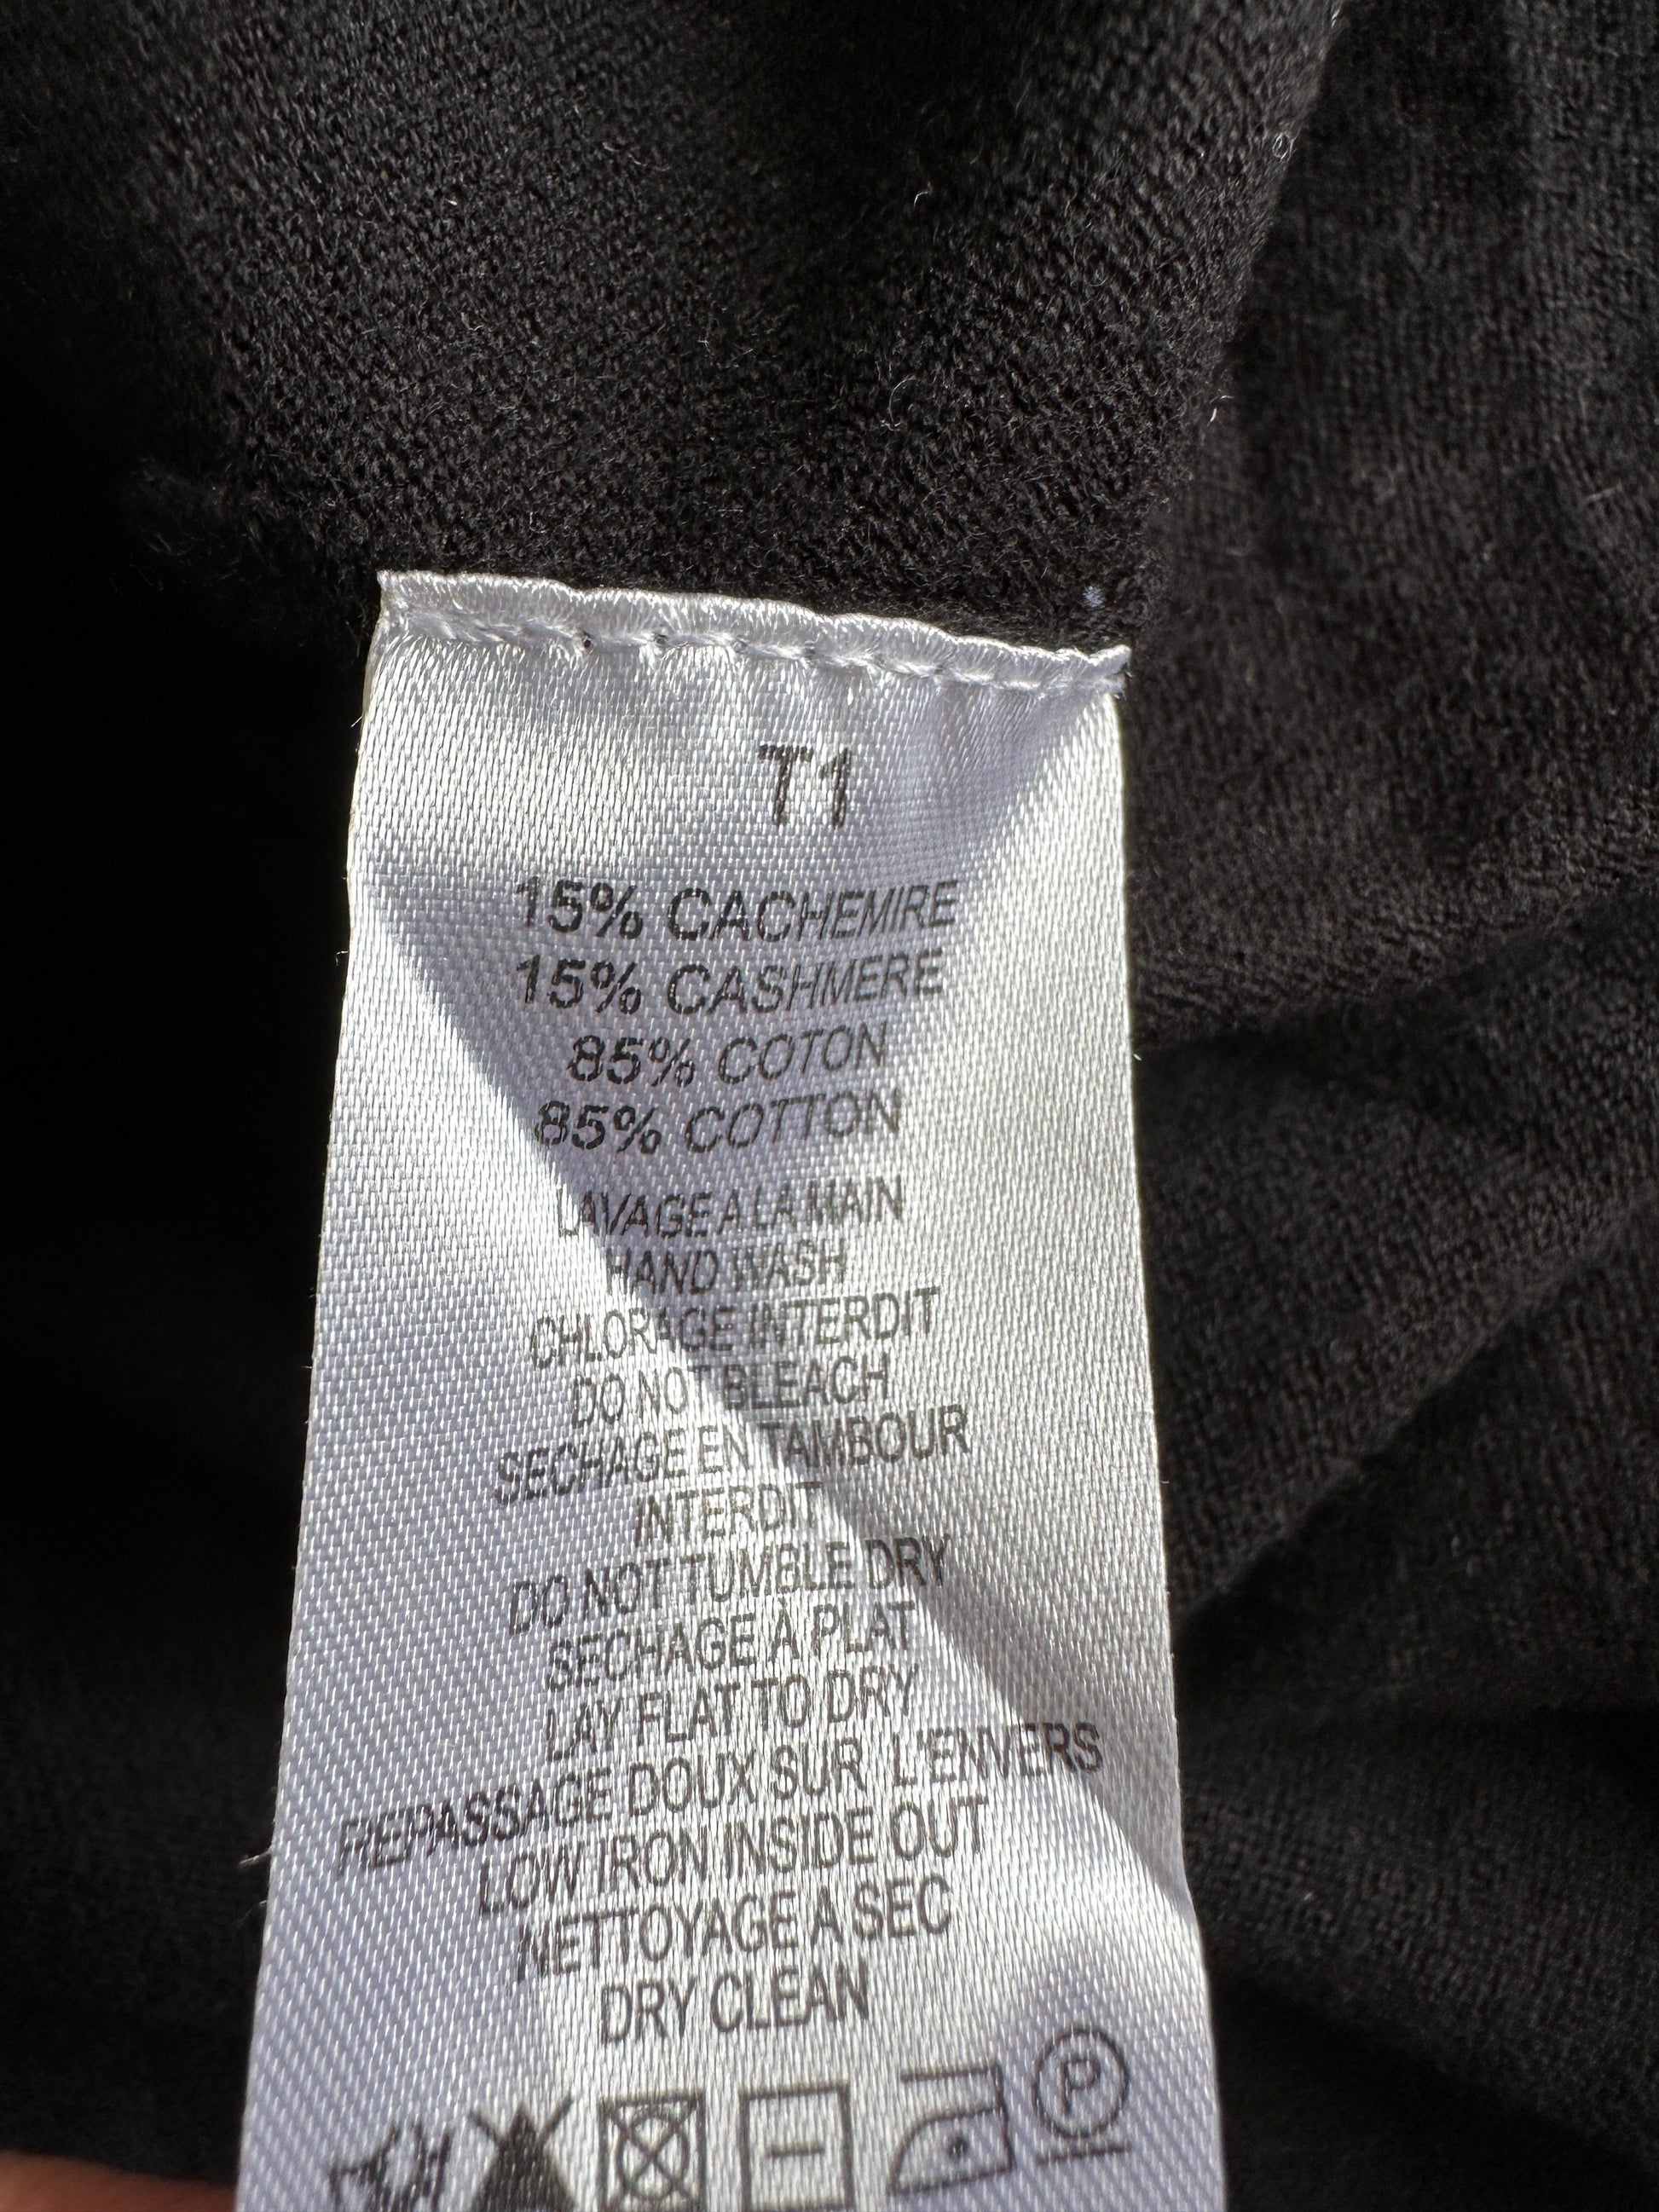 T1
15% CACHEMIRE
15% CASHMERE
85% COTON
85% COTTON
LAVAGE A LA MAIN
HAND WASH
CHLORAGE INTERDIT
DO NOT BLEACH
SECHAGE EN TAMBOUR
INTERDIT
DO NOT TUMBLE DRY
SECHAGE À PLAT
LAY FLAT TO DRY
REPASSAGE DOUX SUR L'ENVERS
LOW IRON INSIDE OUT
NETTOYAGE A SEC
DRY CLEAN
P